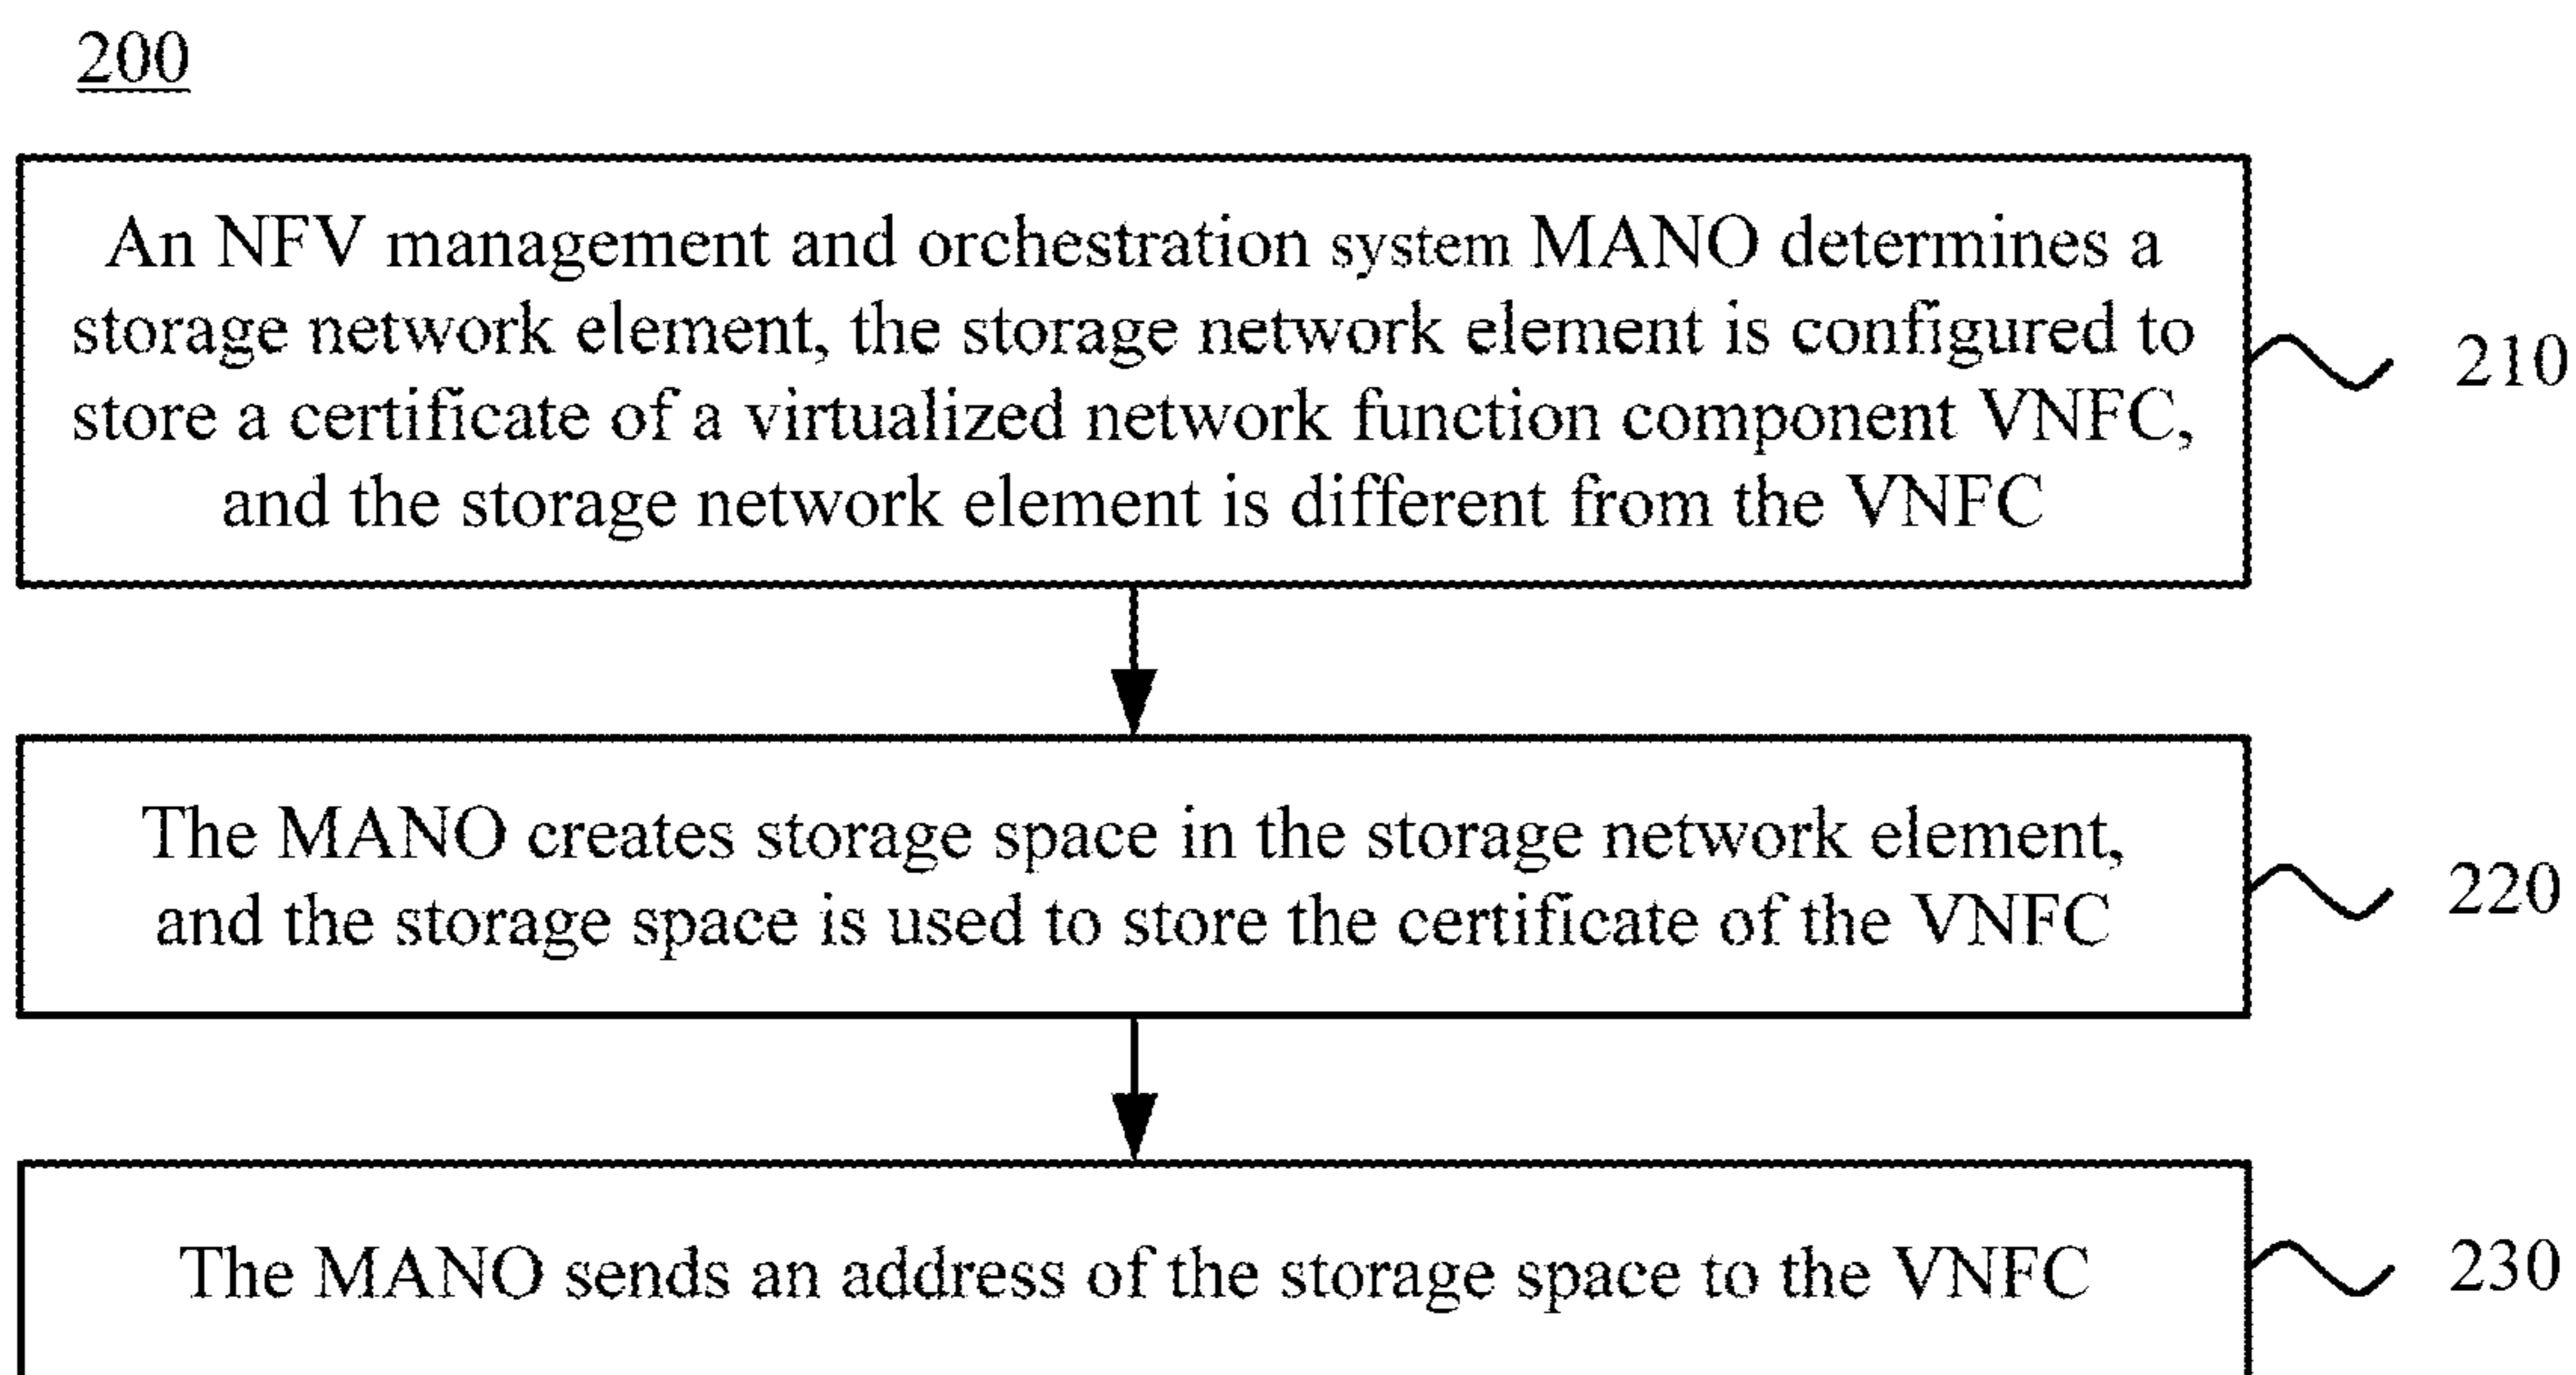 200
An NFV management and orchestration system MANO determines a
storage network element, the storage network element is configured to
store a certificate of a virtualized network function component VNFC,
and the storage network element is different from the VNFC
210
The MANO creates storage space in the storage network element,
and the storage space is used to store the certificate of the VNFC
220
The MANO sends an address of the storage space to the VNFC
230